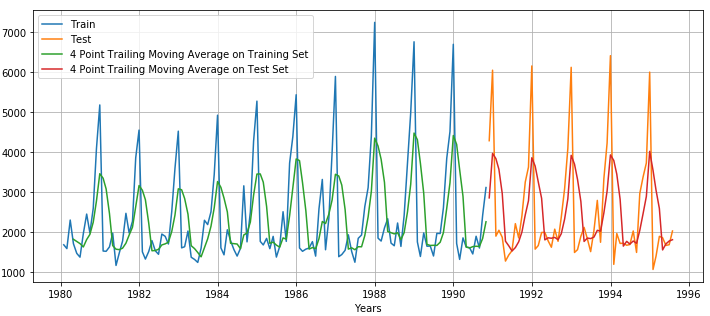 Train
Test
4 Point Trailing Moving Average on Training Set
4 Point Trailing Moving Average on Test Set
7000
6000
5000
4000
3000
2000
1000
1980 1982 1984 1986 1988 1990 1992 1994 1996
Years